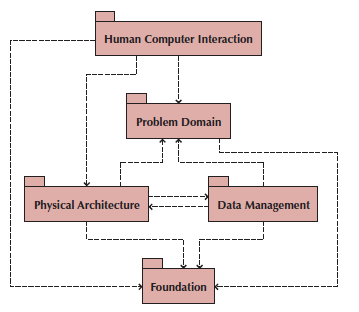 Human Computer Interaction
Problem Domain
Physical Architecture
Data Management
Foundation